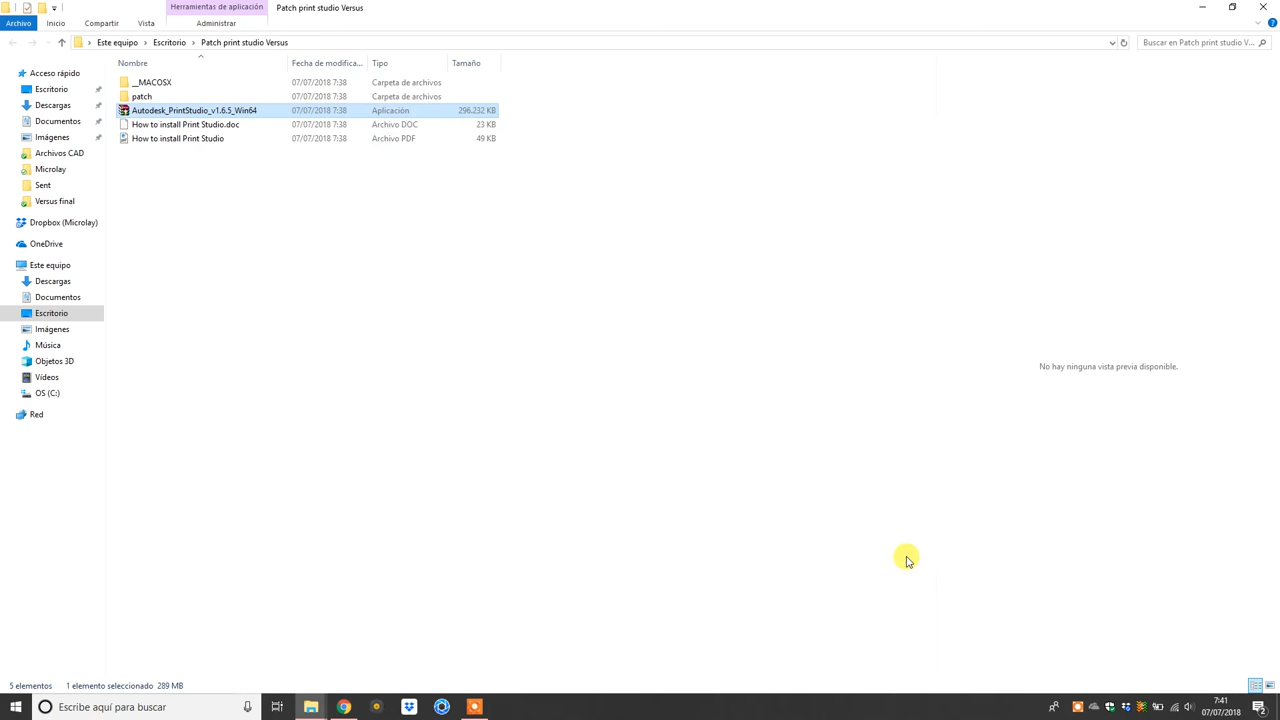 Herramientas de aplicación
Patch print studio Versus
Archivo
Inicio
Compartir
Vista
Administrar
Este equipo
Escritorio
Patch print studio Versus
Buscar en Patch print studio V...
Nombre
Fecha de modifica...
Tipo
Tamaño
Acceso rápido
Escritorio
Descargas
Documentos
Imágenes
Archivos CAD
Microlay
Sent
Versus final
Dropbox (Microlay)
OneDrive
Este equipo
Descargas
Documentos
Escritorio
Imágenes
Música
Objetos 3D
Vídeos
OS (C:)
Red
__MACOSX 07/07/2018 7:38 Carpeta de archivos
patch 07/07/2018 7:38 Carpeta de archivos
Autodesk_PrintStudio_v1.6.5_Win64 07/07/2018 7:38 Aplicación 296.232 KB
How to install Print Studio.doc 07/07/2018 7:38 Archivo DOC 23 KB
How to install Print Studio 07/07/2018 7:38 Archivo PDF 49 KB
No hay ninguna vista previa disponible.
5 elementos 1 elemento seleccionado 289 MB
Escribe aquí para buscar
7:41
07/07/2018
2